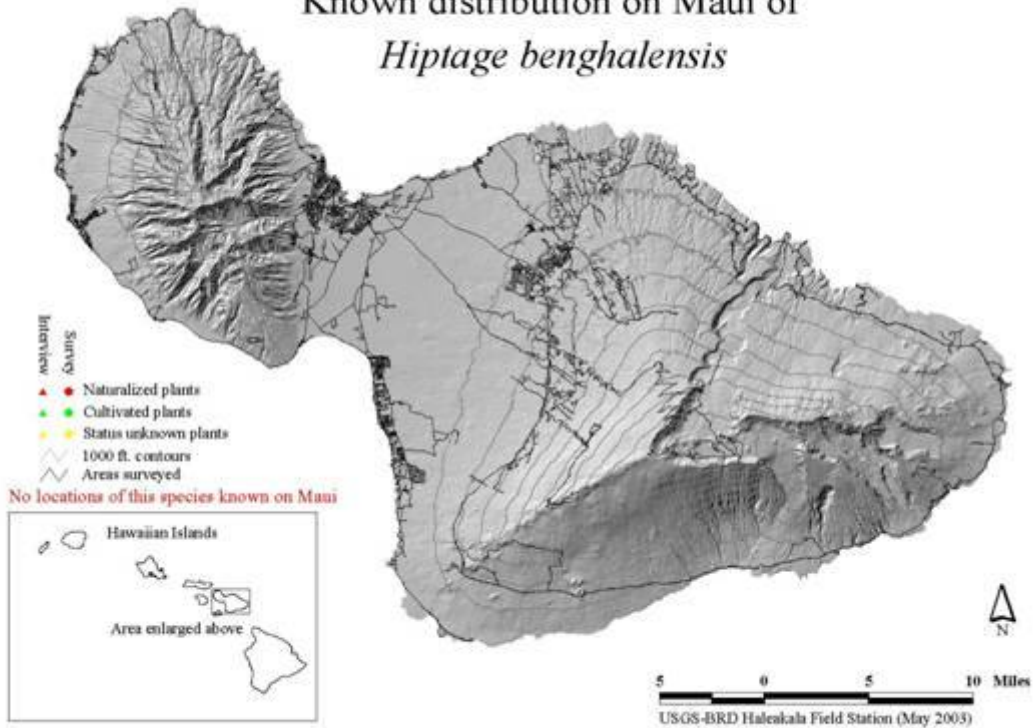 Known distribution on Maui of
Hiptage benghalensis
Interview
Survey
Naturalized plants
Cultivated plants
Status unknown plants
1000 ft. contours
Areas surveyed
No locations of this species known on Maui
Hawaiian Islands
Area enlarged above
N
5 0 5 10 Miles
USGS-BRD Haleakala Field Station (May 2003)